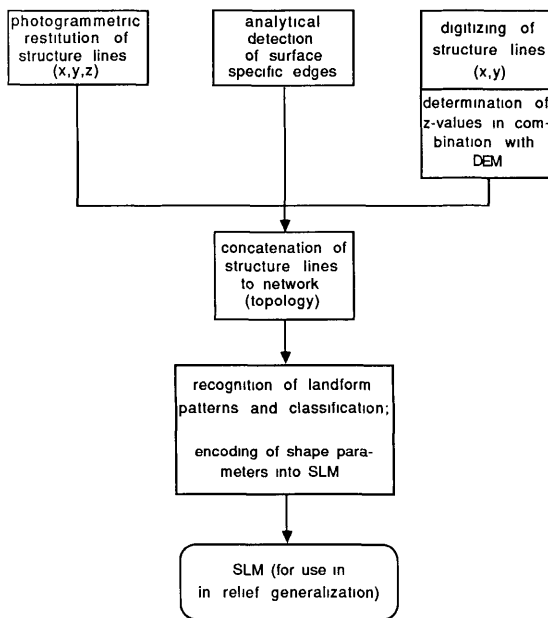 photogrammetric
restitution of
structure lines
(x,y,z)
analytical
detection
of surface
specific edges
digitizing of
structure lines
(x,y)
determination of
z-values in com-
bination with
DEM
concatenation of
structure lines
to network
(topology)
recognition of landform
patterns and classification;
encoding of shape para-
meters into SLM
SLM (for use in
in relief generalization)